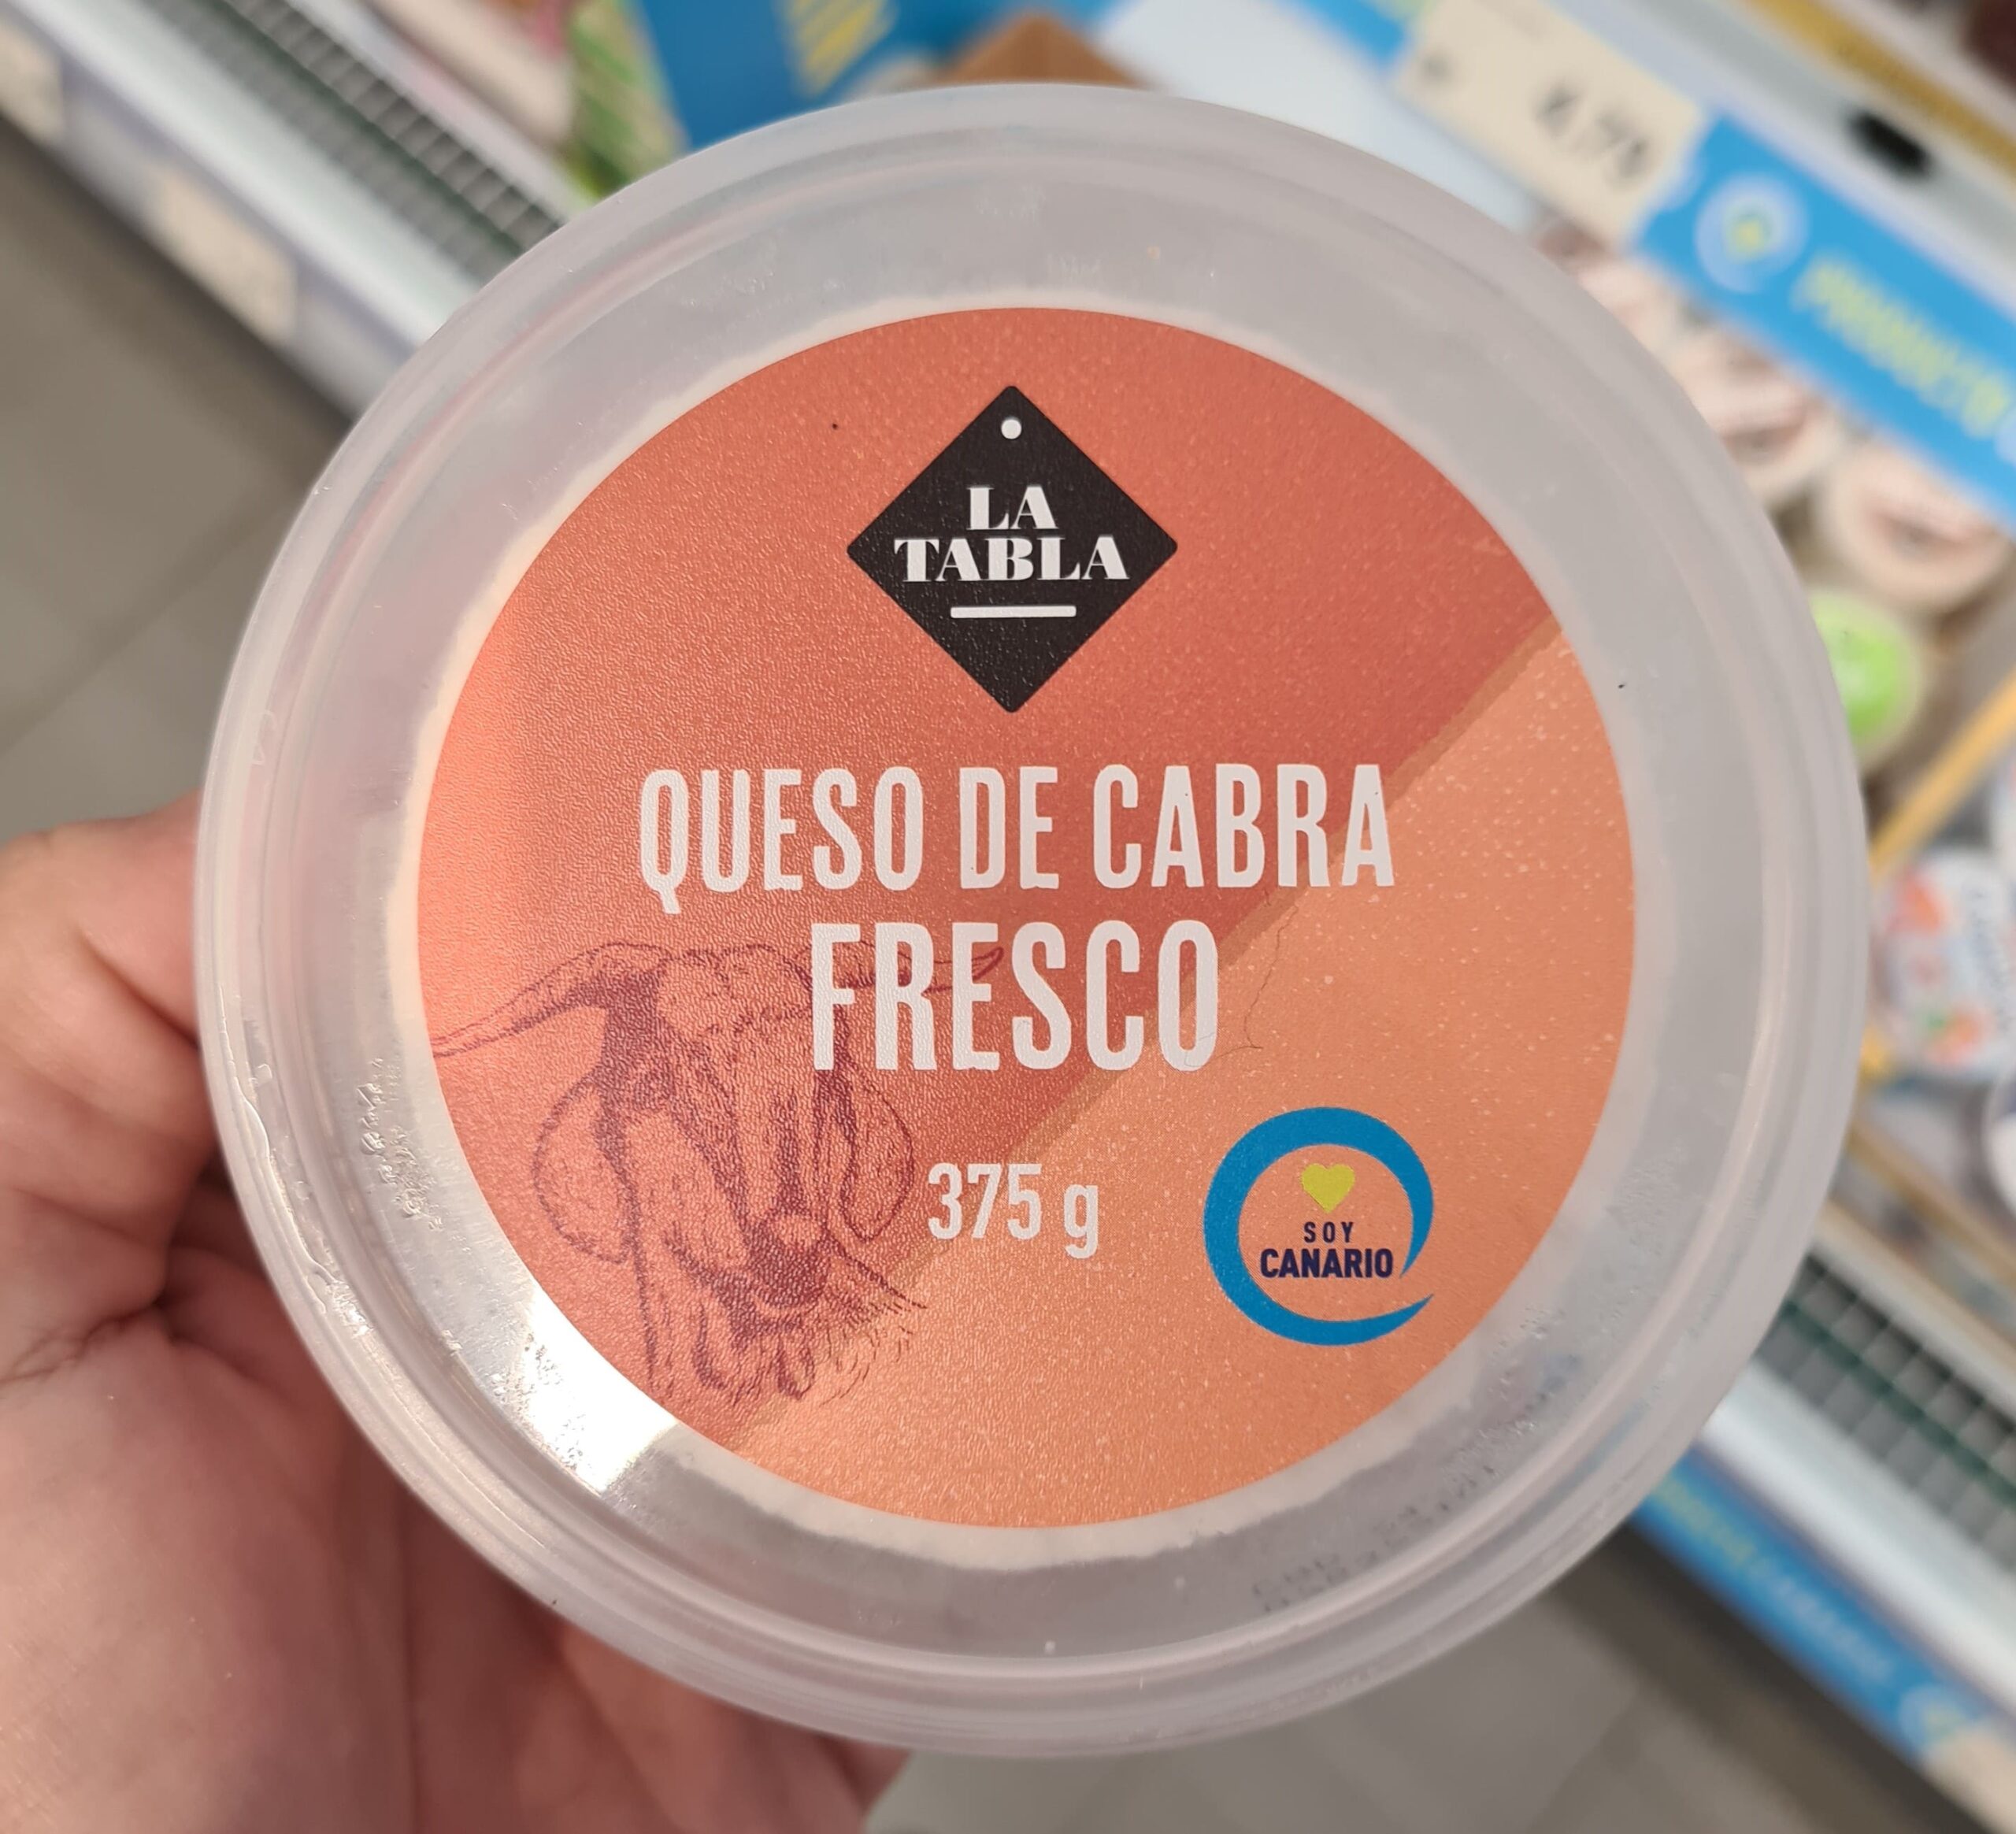 LA
TABLA
QUESO DE CABRA
FRESCO
375 g
SOY
CANARIO